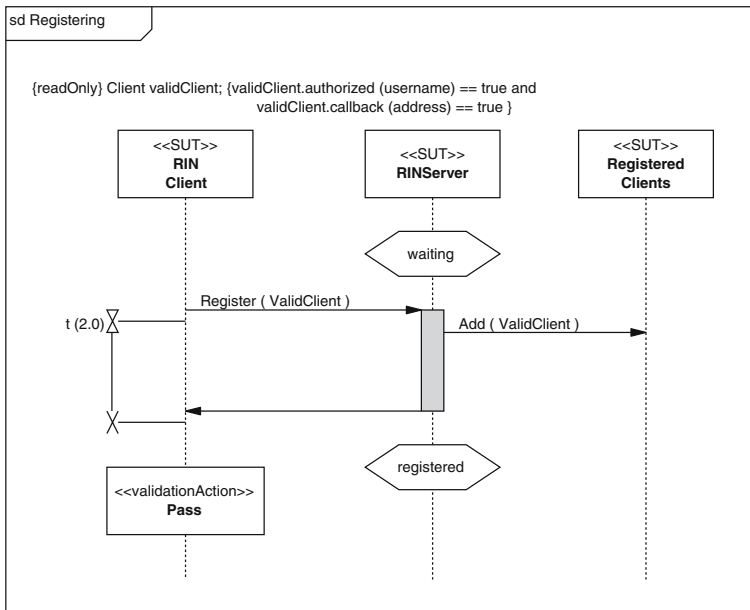 sd Registering
{readOnly} Client validClient; {validClient.authorized (username) == true and
validClient.callback (address) == true }
<<SUT>>
RIN
Client
<<SUT>>
RINServer
<<SUT>>
Registered
Clients
waiting
Register ( ValidClient )
t (2.0)
Add ( ValidClient )
registered
<<validationAction>>
Pass